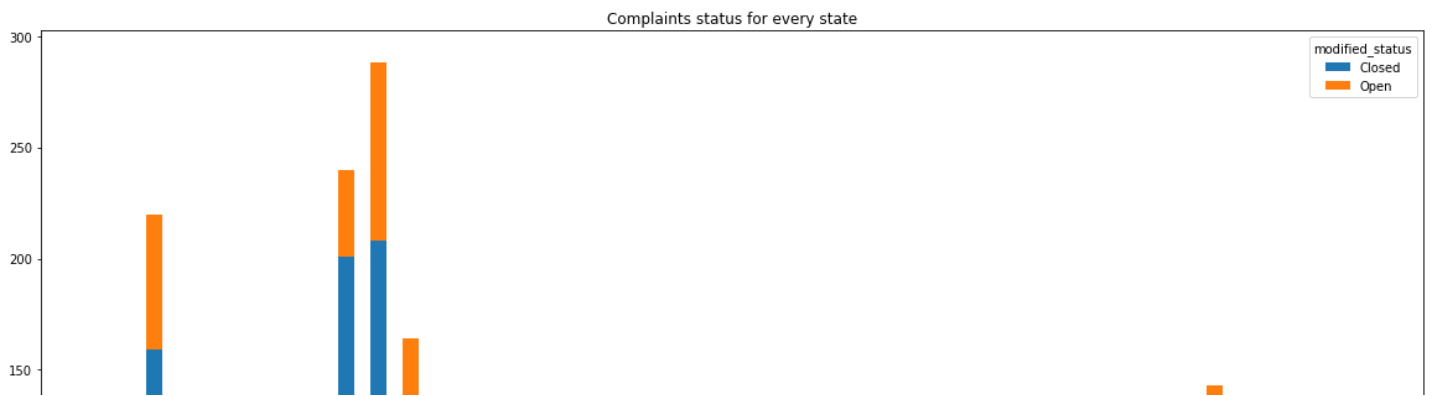 Complaints status for every state
300
modified_status
Closed
Open
250
200
150